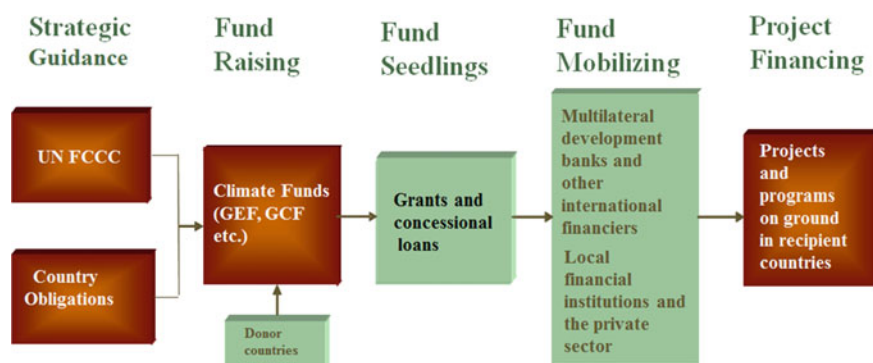 Strategic
Guidance
Fund
Raising
Fund
Seedlings
Fund
Mobilizing
Project
Financing
UN FCCC
Country
Obligations
Climate Funds
(GEF, GCF
etc.)
Donor
countries
Grants and
concessional
loans
Multilateral
development
banks and
other
international
financiers
Local
financial
institutions and
the private
sector
Projects
and
programs
on ground
in recipient
countries